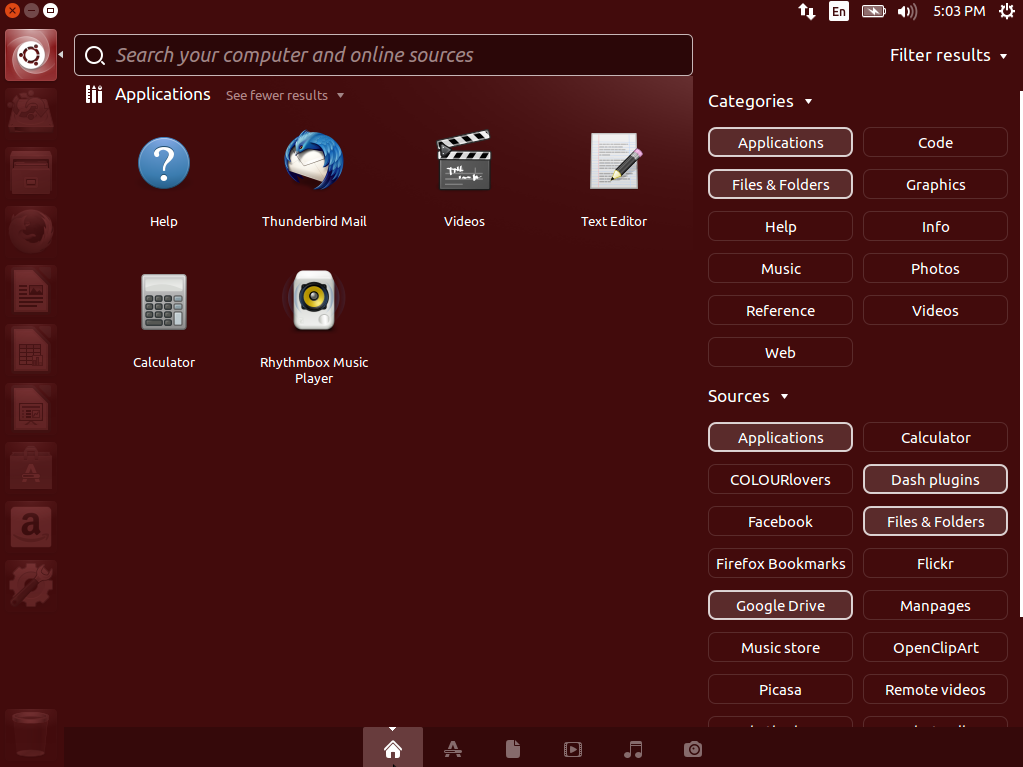 En
5:03 PM
Search your computer and online sources
Filter results
Applications
See fewer results
Help
Thunderbird Mail
Videos
Text Editor
Calculator
Rhythmbox Music
Player
Categories
Applications
Code
Files & Folders
Graphics
Help
Info
Music
Photos
Reference
Videos
Web
Sources
Applications
Calculator
COLOURlovers
Dash plugins
Facebook
Files & Folders
Firefox Bookmarks
Flickr
Google Drive
Manpages
Music store
OpenClipArt
Picasa
Remote videos